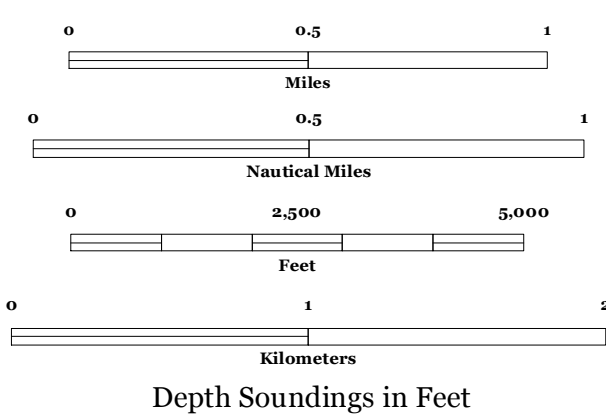 0 0.5 1
Miles
0 0.5 1
Nautical Miles
0 2,500 5,000
Feet
0 1 2
Kilometers
Depth Soundings in Feet